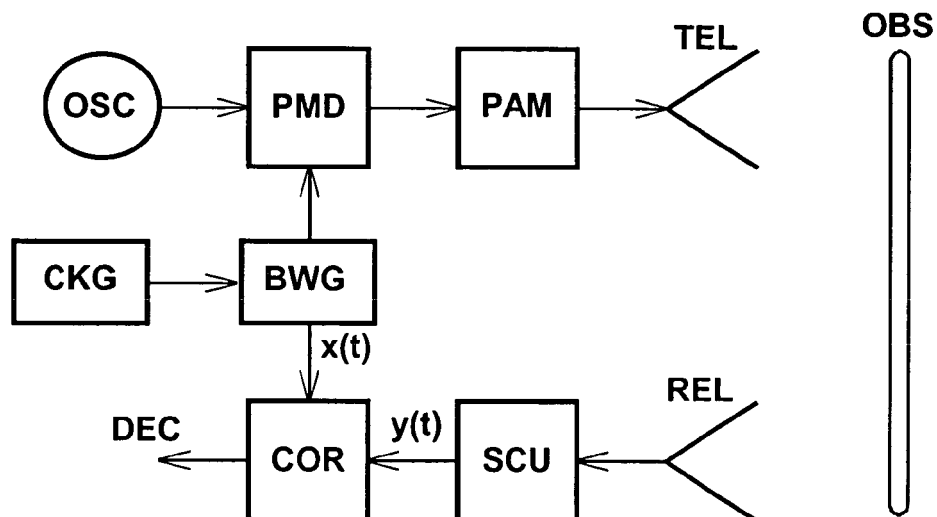 OBS
TEL
OSC
PMD
PAM
CKG
BWG
x(t)
REL
DEC
y(t)
COR
SCU